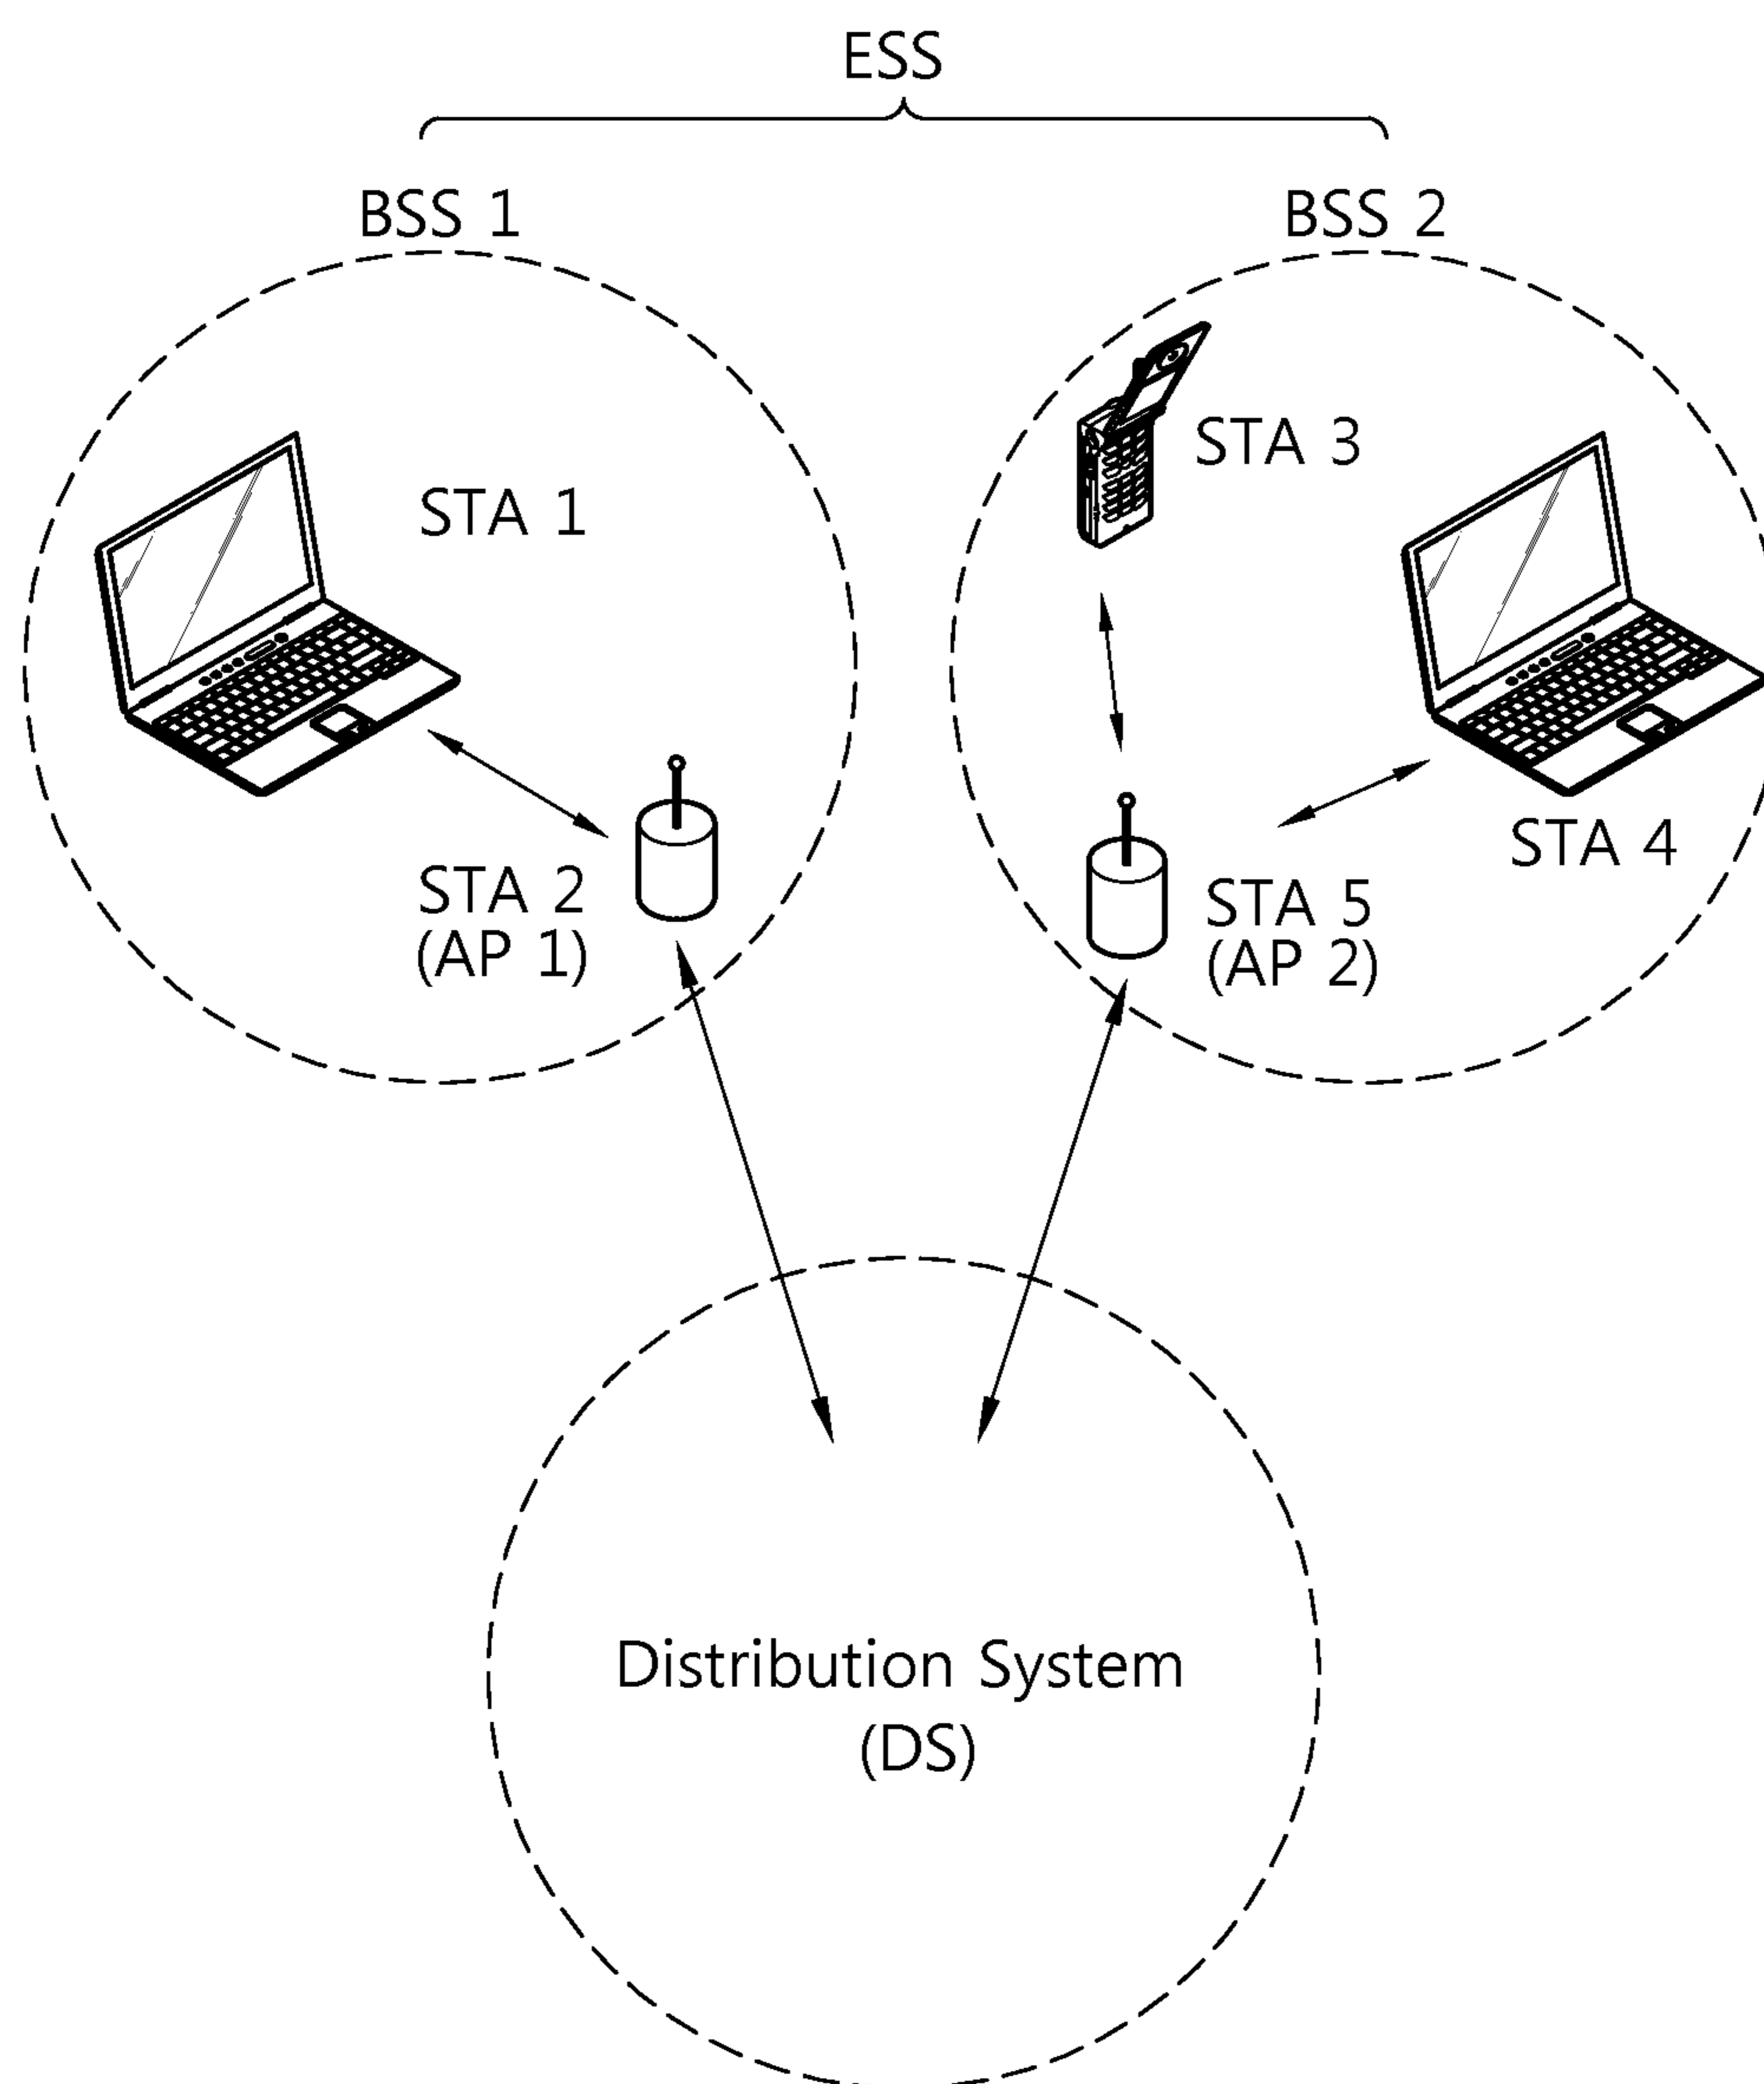 ESS
BSS 1
BSS 2
STA 1
STA 3
STA 2
(AP 1)
STA 4
STA 5
(AP 2)
Distribution System
(DS)